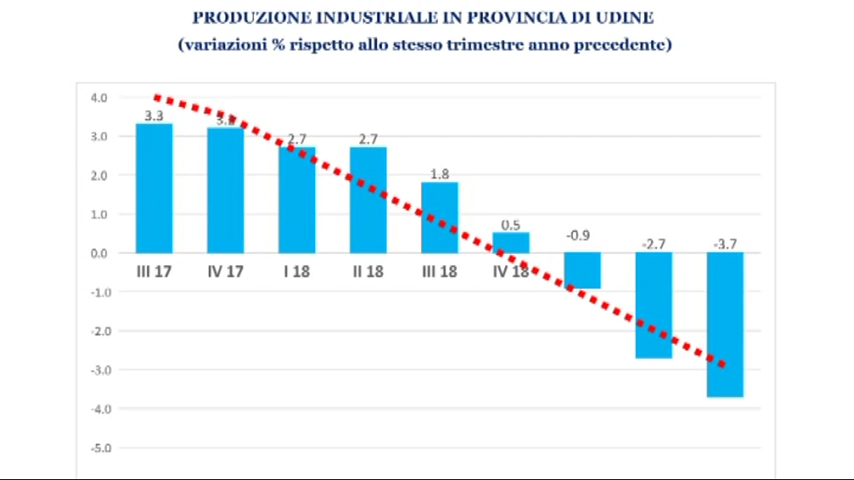 PRODUZIONE INDUSTRIALE IN PROVINCIA DI UDINE
(variazioni % rispetto allo stesso trimestre anno precedente)
4.0
3.0
2.0
1.0
0.0
-1.0
-2.0
-3.0
-4.0
-5.0
3.3
3.2
2.7
2.7
1.8
0.5
-0.9
-2.7
-3.7
III 17
IV 17
I 18
II 18
III 18
IV 18